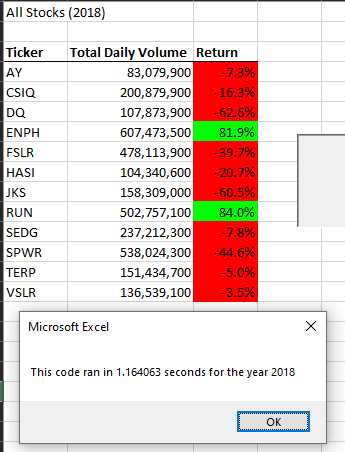 All Stocks (2018)
Ticker Total Daily Volume Return
AY 83,079,900 -7.3%
CSIQ 200,879,900 -16.3%
DQ 107,873,900 -62.6%
ENPH 607,473,500 81.9%
FSLR 478,113,900 -39.7%
HASI 104,340,600 -20.7%
JKS 158,309,000 -60.5%
RUN 502,757,100 84.0%
SEDG 237,212,300 -7.8%
SPWR 538,024,300 -44.6%
TERP 151,434,700 -5.0%
VSLR 136,539,100 -3.5%
Microsoft Excel
This code ran in 1.164063 seconds for the year 2018
OK